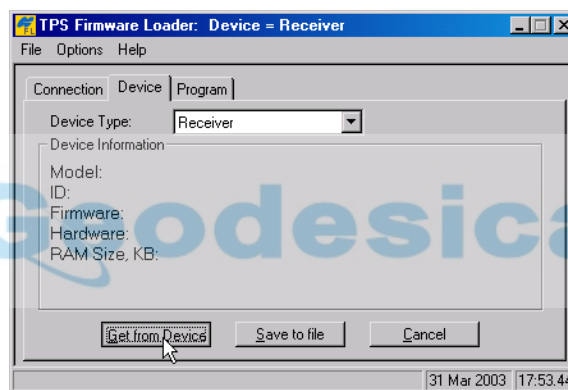 TPS Firmware Loader: Device = Receiver
File Options Help
Connection Device Program
Device Type: Receiver
Device Information
Model:
ID:
Firmware:
Hardware:
RAM Size, KB:
Geodesica
Get from Device Save to file Cancel
31 Mar 2003 17:53.44